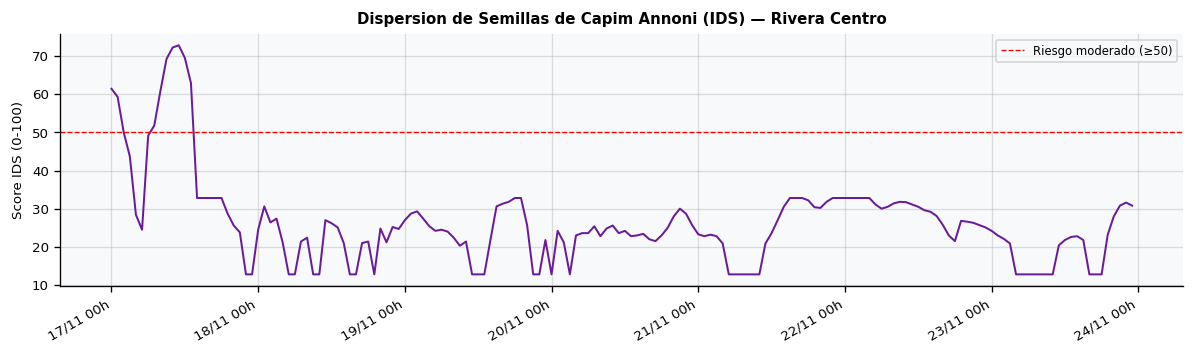 Dispersion de Semillas de Capim Annoni (IDS) — Rivera Centro
Riesgo moderado (≥50)
Score IDS (0-100)
70
60
50
40
30
20
10
17/11 00h
18/11 00h
19/11 00h
20/11 00h
21/11 00h
22/11 00h
23/11 00h
24/11 00h